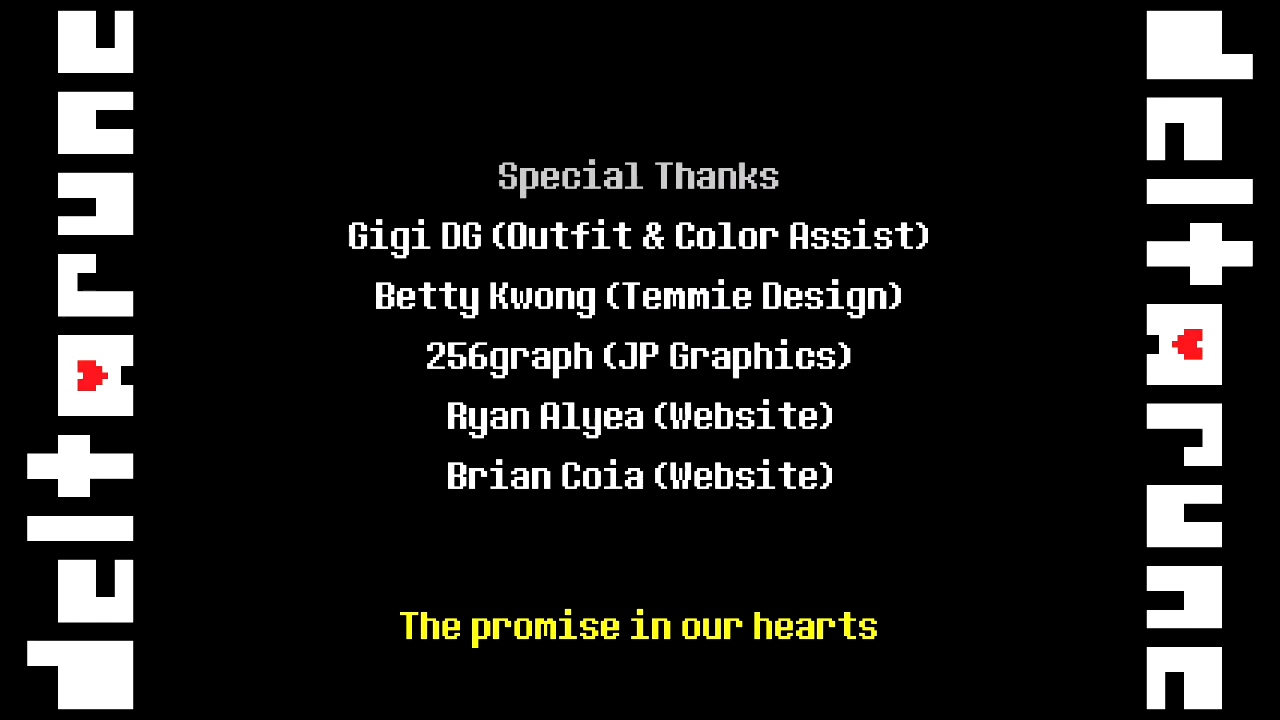 deltarune
Special Thanks
Gigi DG (Outfit & Color Assist)
Betty Kwong (Temmie Design)
256graph (JP Graphics)
Ryan Alyea (Website)
Brian Coia (Website)
The promise in our hearts
deltarune